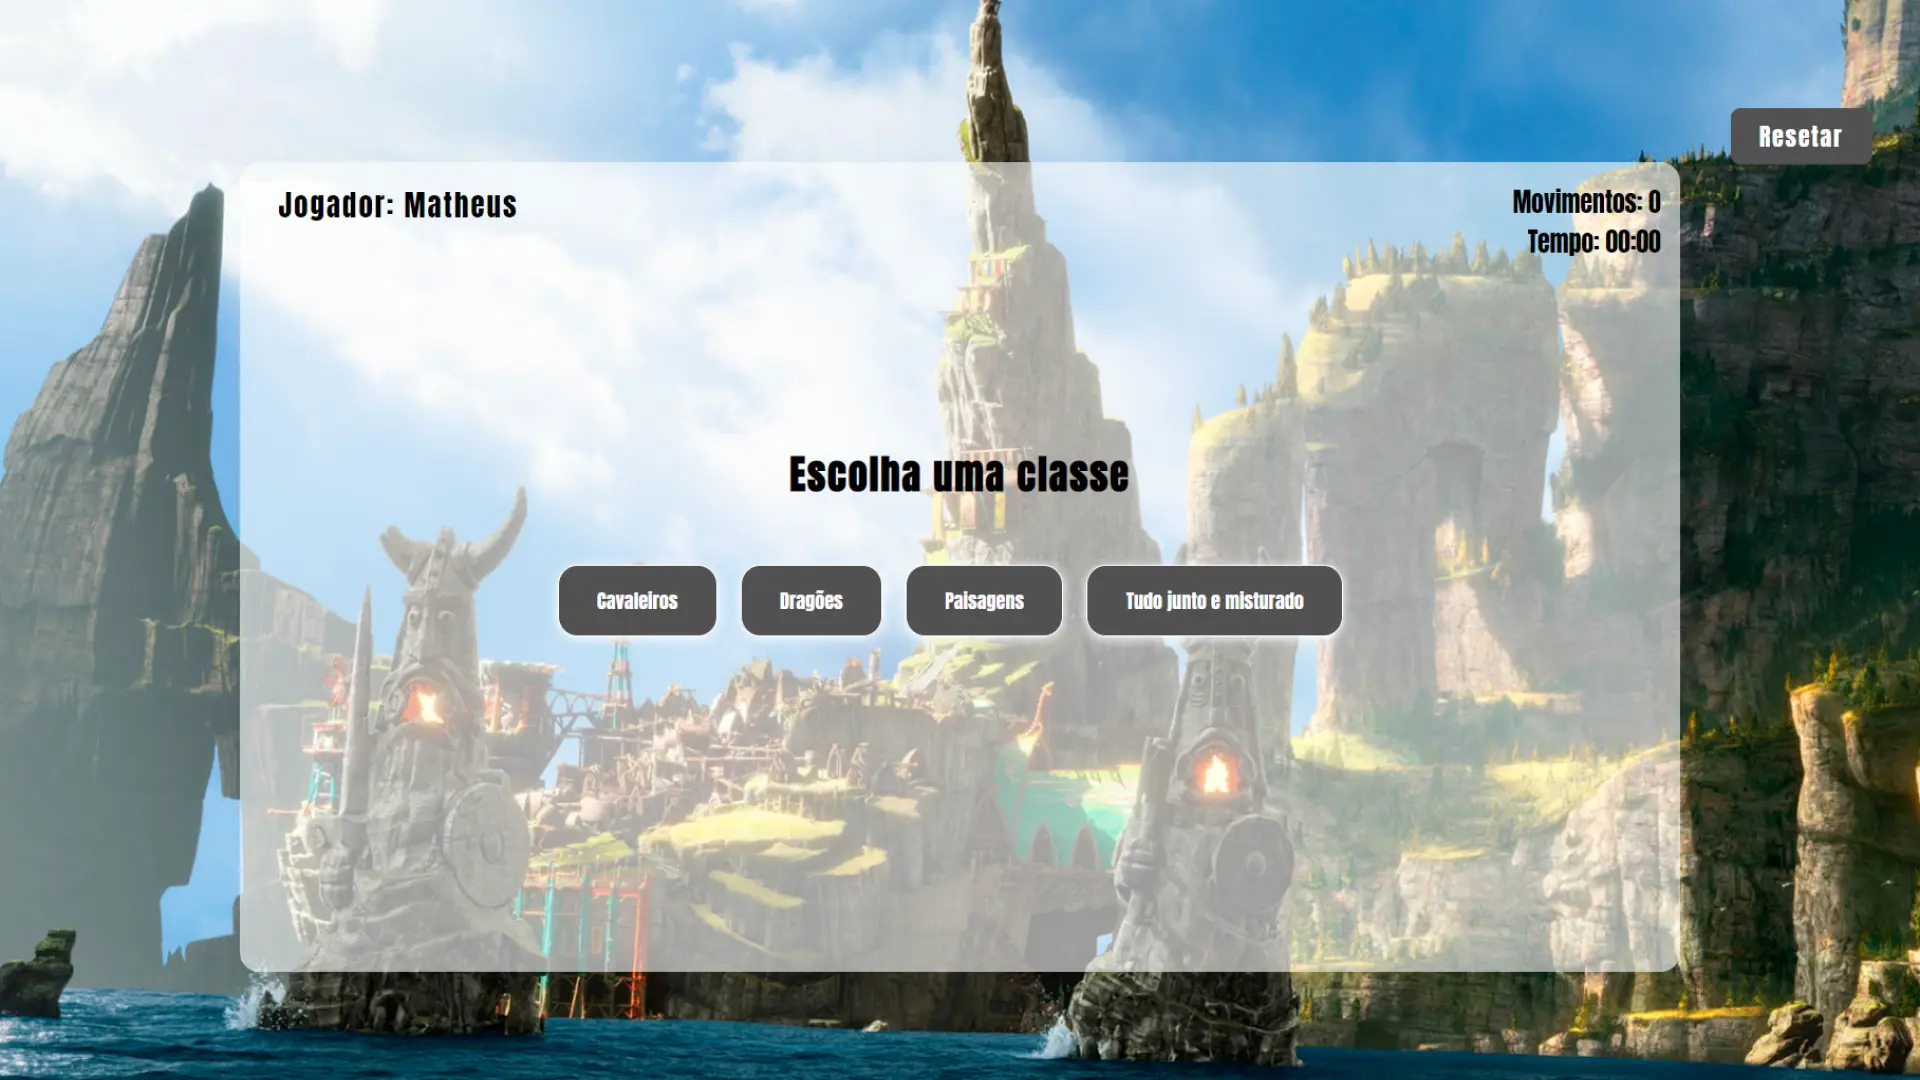 Resetar
Jogador: Matheus
Movimentos: 0
Tempo: 00:00
Escolha uma classe
Cavaleiros
Dragões
Paisagens
Tudo junto e misturado